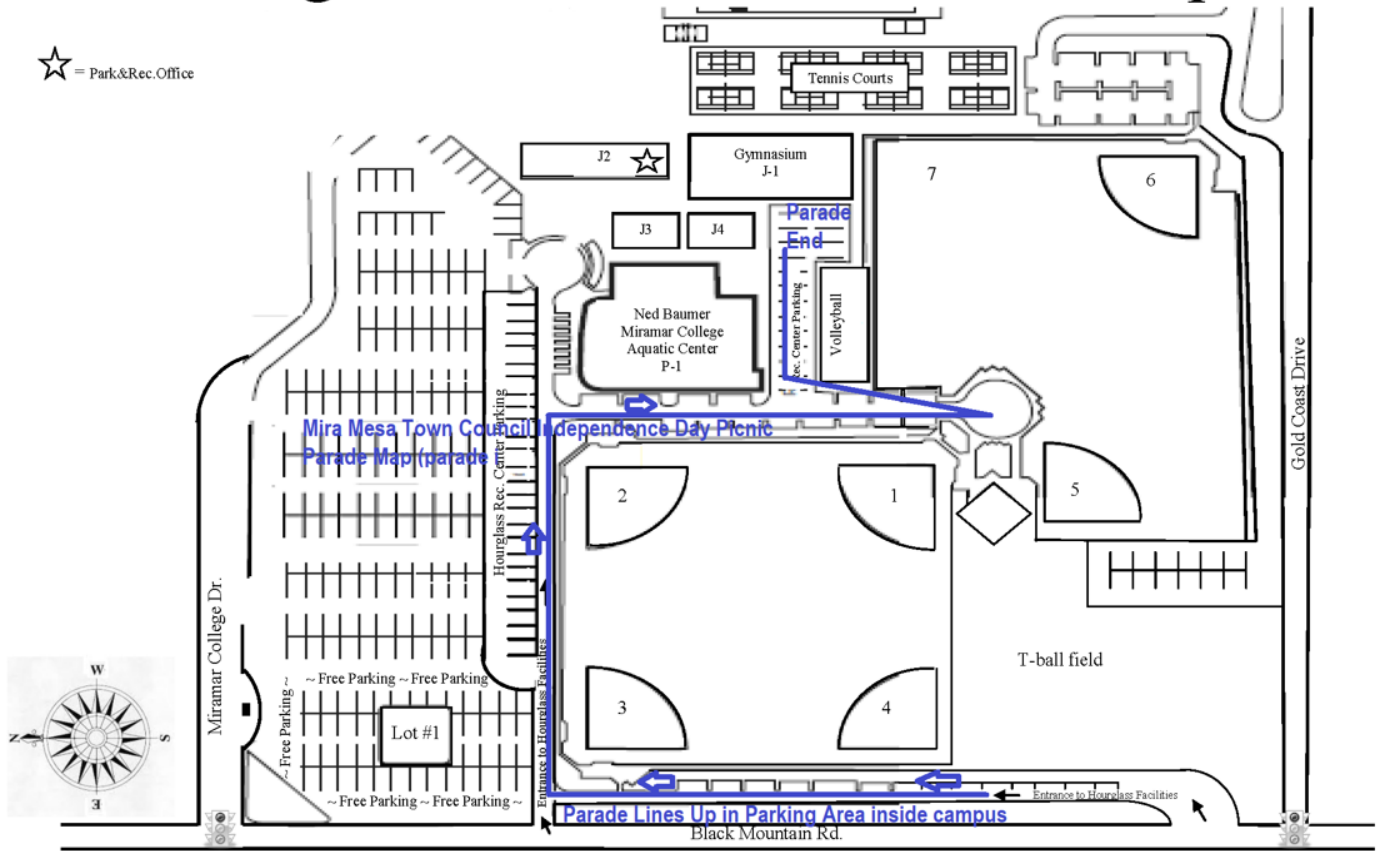 = Park&Rec.Office
Tennis Courts
J2
Gymnasium
J-1
7
6
J3
J4
Parade
End
Ned Baumer
Miramar College
Aquatic Center
P-1
Rec. Center Parking
Volleyball
Gold Coast Drive
Mira Mesa Town Council Independence Day Picnic
Parade Map (parade
Hourglass Rec. Center Parking
2
1
5
Miramar College Dr.
Entrance to Hourglass Facilities
T-ball field
W
N
S
E
~ Free Parking ~
~ Free Parking ~ Free Parking
Lot #1
~ Free Parking ~ Free Parking ~
3
4
Entrance to Hourglass Facilities
Parade Lines Up in Parking Area inside campus
Black Mountain Rd.